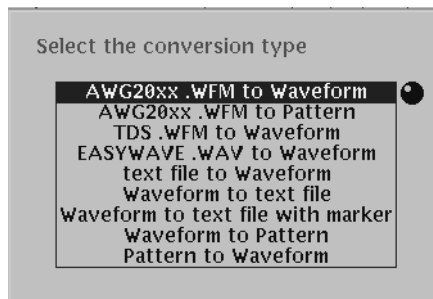 Select the conversion type
AWG20xx .WFM to Waveform
AWG20xx .WFM to Pattern
TDS .WFM to Waveform
EASYWAVE .WAV to Waveform
text file to Waveform
Waveform to text file
Waveform to text file with marker
Waveform to Pattern
Pattern to Waveform